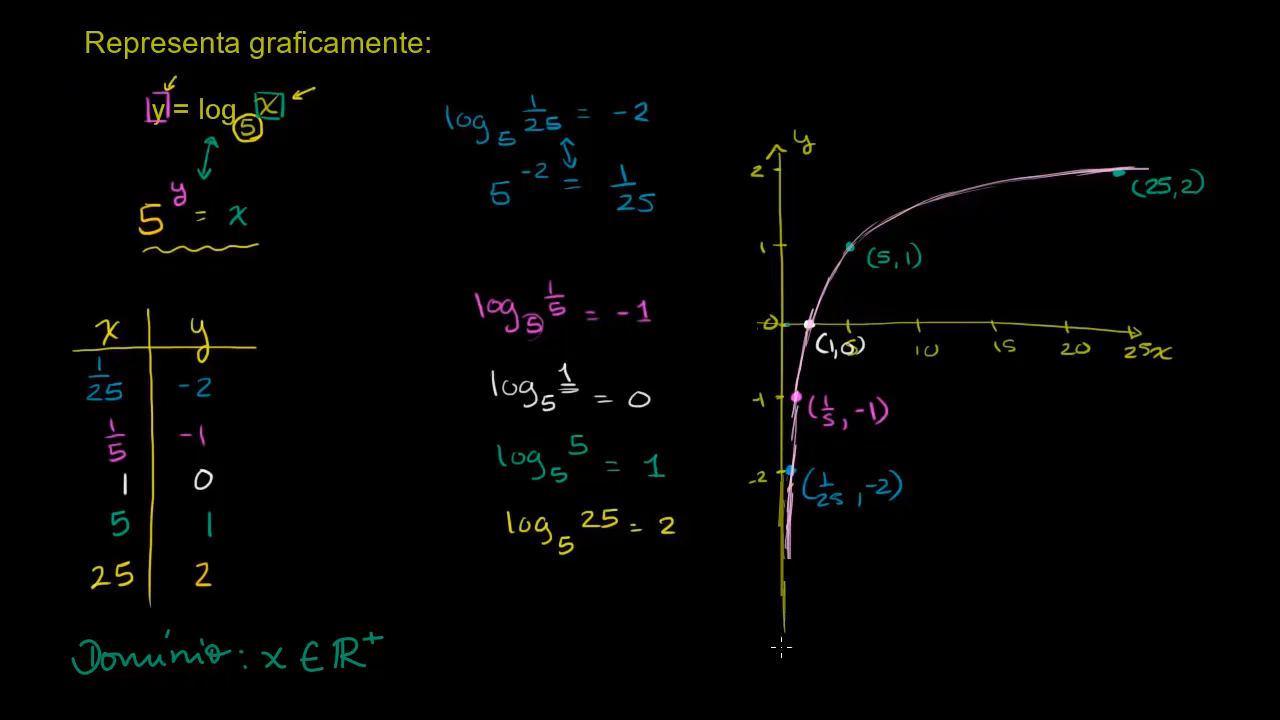 Representa graficamente:
y = log₅ x
5^y = x
x y
1/25 -2
1/5 -1
1 0
5 1
25 2
Domínio: x ∈ ℝ⁺
log₅ 1/25 = -2
5^-2 = 1/25
log₅ 1/5 = -1
log₅ 1 = 0
log₅ 5 = 1
log₅ 25 = 2
y
2
(25,2)
1
(5,1)
0
(1,0)
5 10 15 20 25 x
-1
(1/5, -1)
-2
(1/25, -2)